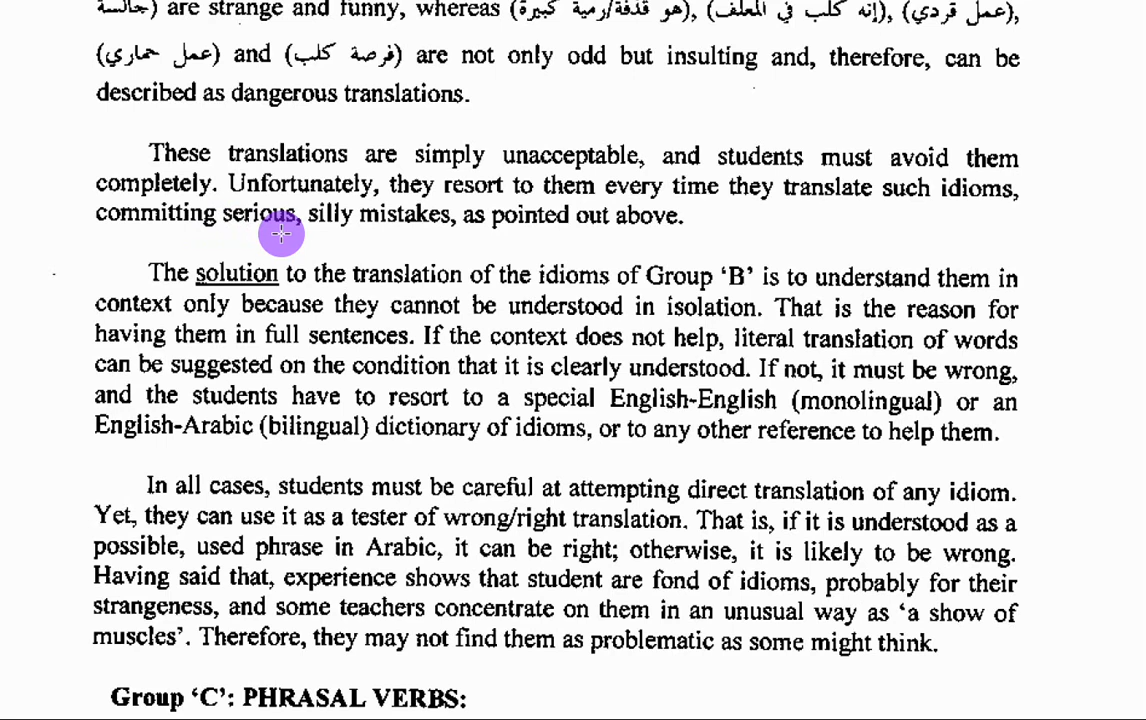 جالسة) are strange and funny, whereas (هو قذفة/رمية كبيرة), (إنه كلب في المعلف), (عمل قردي),
(عمل حماري) and (فرصة كلب) are not only odd but insulting and, therefore, can be
described as dangerous translations.
These translations are simply unacceptable, and students must avoid them
completely. Unfortunately, they resort to them every time they translate such idioms,
committing serious, silly mistakes, as pointed out above.
The solution to the translation of the idioms of Group ‘B’ is to understand them in
context only because they cannot be understood in isolation. That is the reason for
having them in full sentences. If the context does not help, literal translation of words
can be suggested on the condition that it is clearly understood. If not, it must be wrong,
and the students have to resort to a special English-English (monolingual) or an
English-Arabic (bilingual) dictionary of idioms, or to any other reference to help them.
In all cases, students must be careful at attempting direct translation of any idiom.
Yet, they can use it as a tester of wrong/right translation. That is, if it is understood as a
possible, used phrase in Arabic, it can be right; otherwise, it is likely to be wrong.
Having said that, experience shows that student are fond of idioms, probably for their
strangeness, and some teachers concentrate on them in an unusual way as ‘a show of
muscles’. Therefore, they may not find them as problematic as some might think.
Group ‘C’: PHRASAL VERBS: